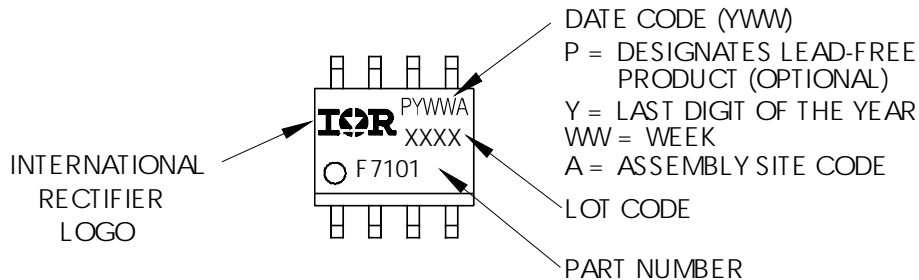 DATE CODE (YWW)
P = DESIGNATES LEAD-FREE
PRODUCT (OPTIONAL)
Y = LAST DIGIT OF THE YEAR
WW = WEEK
A = ASSEMBLY SITE CODE
LOT CODE
PART NUMBER
INTERNATIONAL
RECTIFIER
LOGO
PYWWA
IOR
XXXX
F7101